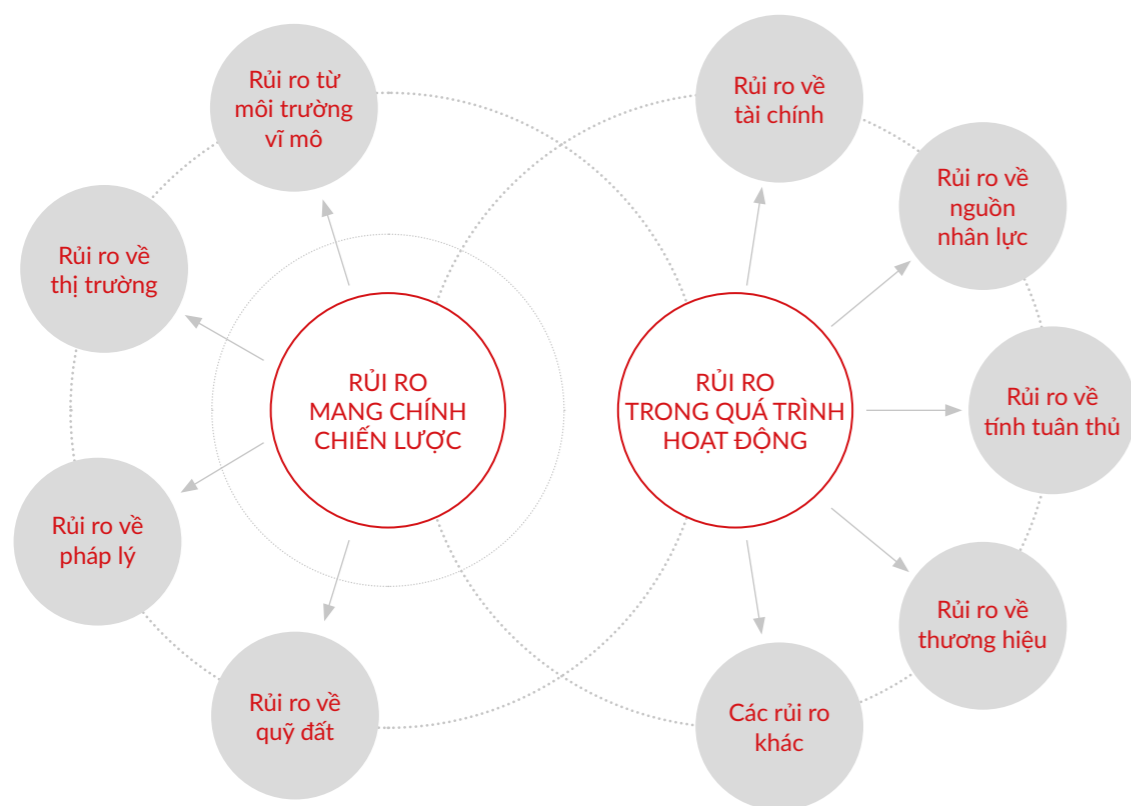 Rủi ro từ
môi trường
vĩ mô
Rủi ro về
thị trường
Rủi ro về
pháp lý
Rủi ro về
quỹ đất
RỦI RO
MANG CHÍNH
CHIẾN LƯỢC
RỦI RO
TRONG QUÁ TRÌNH
HOẠT ĐỘNG
Rủi ro về
tài chính
Rủi ro về
nguồn
nhân lực
Rủi ro về
tính tuân thủ
Rủi ro về
thương hiệu
Các rủi ro
khác